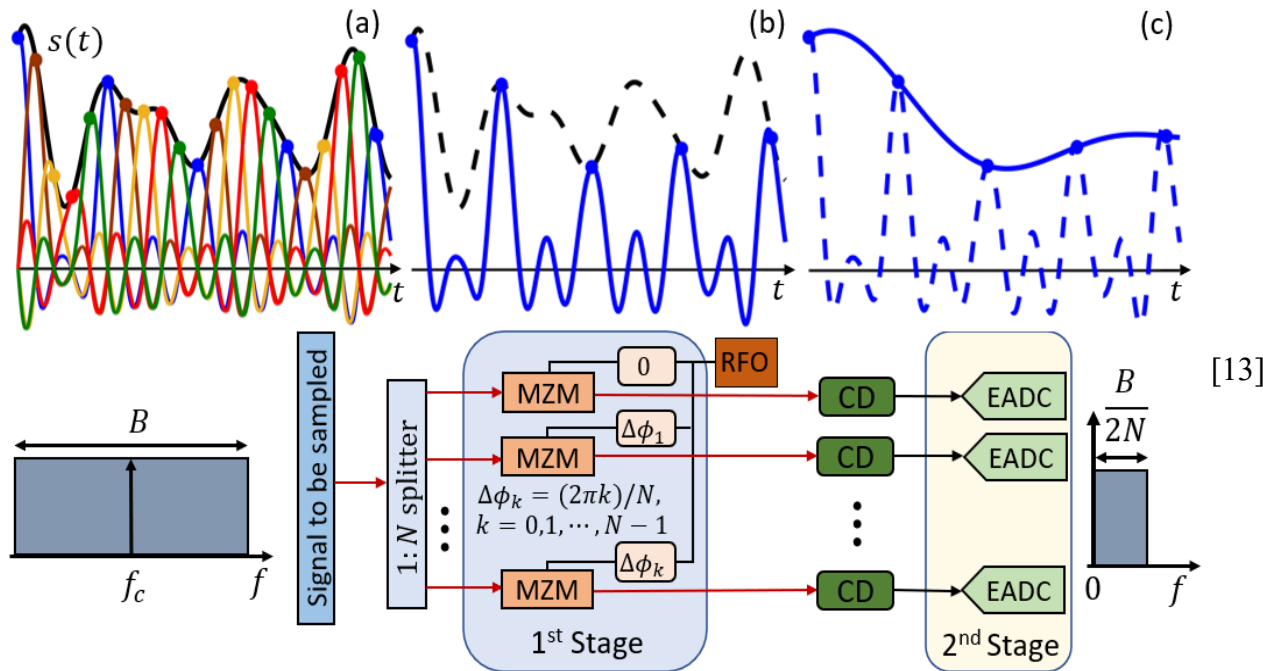 (a)
s(t)
t
(b)
t
(c)
t
B
f_c
f
Signal to be sampled
1: N splitter
MZM
0
RFO
MZM
Δϕ₁
Δϕ_k = (2πk)/N,
k = 0,1, ⋯, N − 1
Δϕ_k
MZM
1st Stage
CD
CD
CD
EADC
EADC
EADC
2nd Stage
B
2N
0
f
[13]